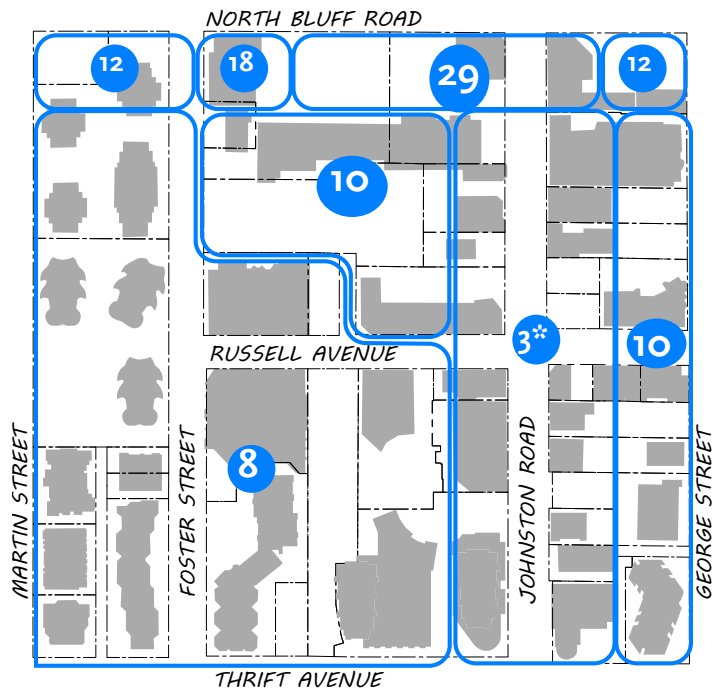 NORTH BLUFF ROAD
12
18
29
12
10
3*
10
RUSSELL AVENUE
8
MARTIN STREET
FOSTER STREET
JOHNSTON ROAD
GEORGE STREET
THRIFT AVENUE